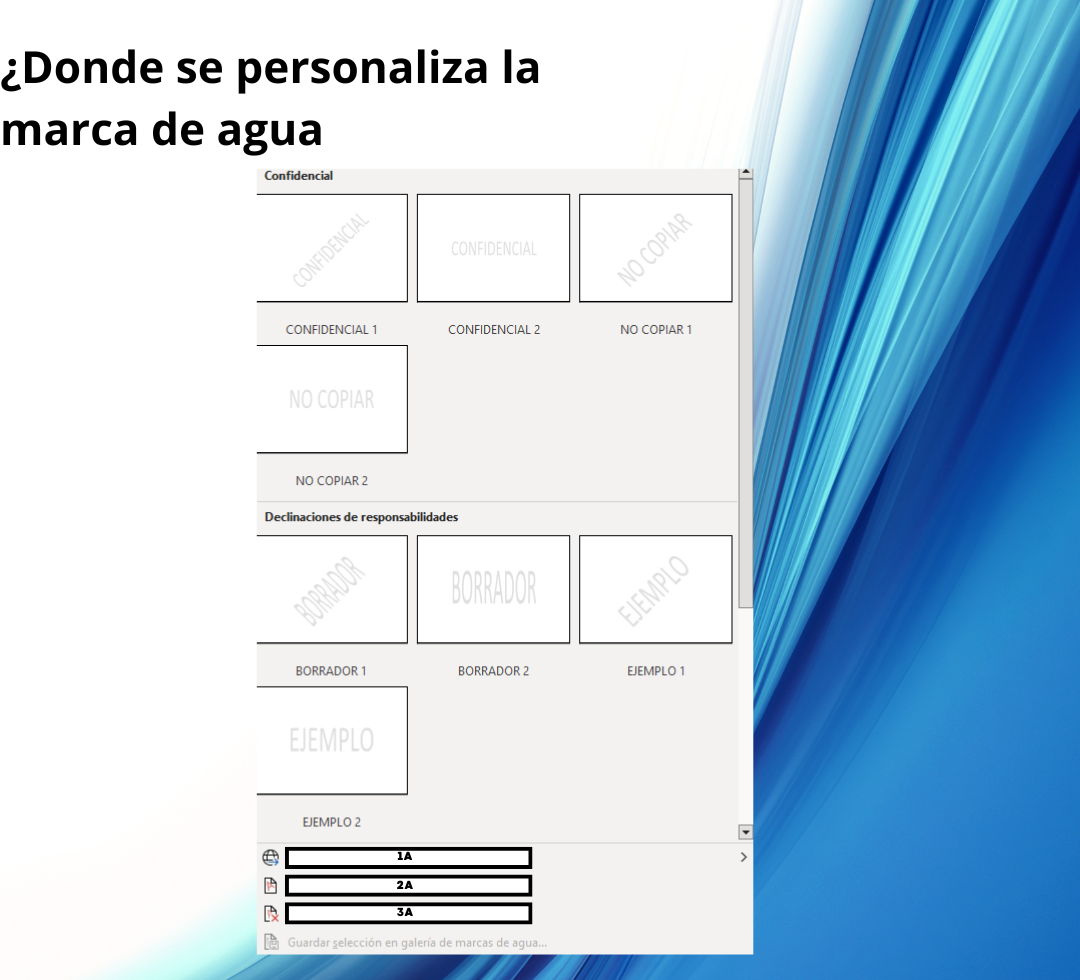 ¿Donde se personaliza la
marca de agua
Confidencial
CONFIDENCIAL
CONFIDENCIAL
NO COPIAR
CONFIDENCIAL 1
CONFIDENCIAL 2
NO COPIAR 1
NO COPIAR
NO COPIAR 2
Declinaciones de responsabilidades
BORRADOR
BORRADOR
EJEMPLO
BORRADOR 1
BORRADOR 2
EJEMPLO 1
EJEMPLO
EJEMPLO 2
1A
2A
3A
Guardar selección en galería de marcas de agua...